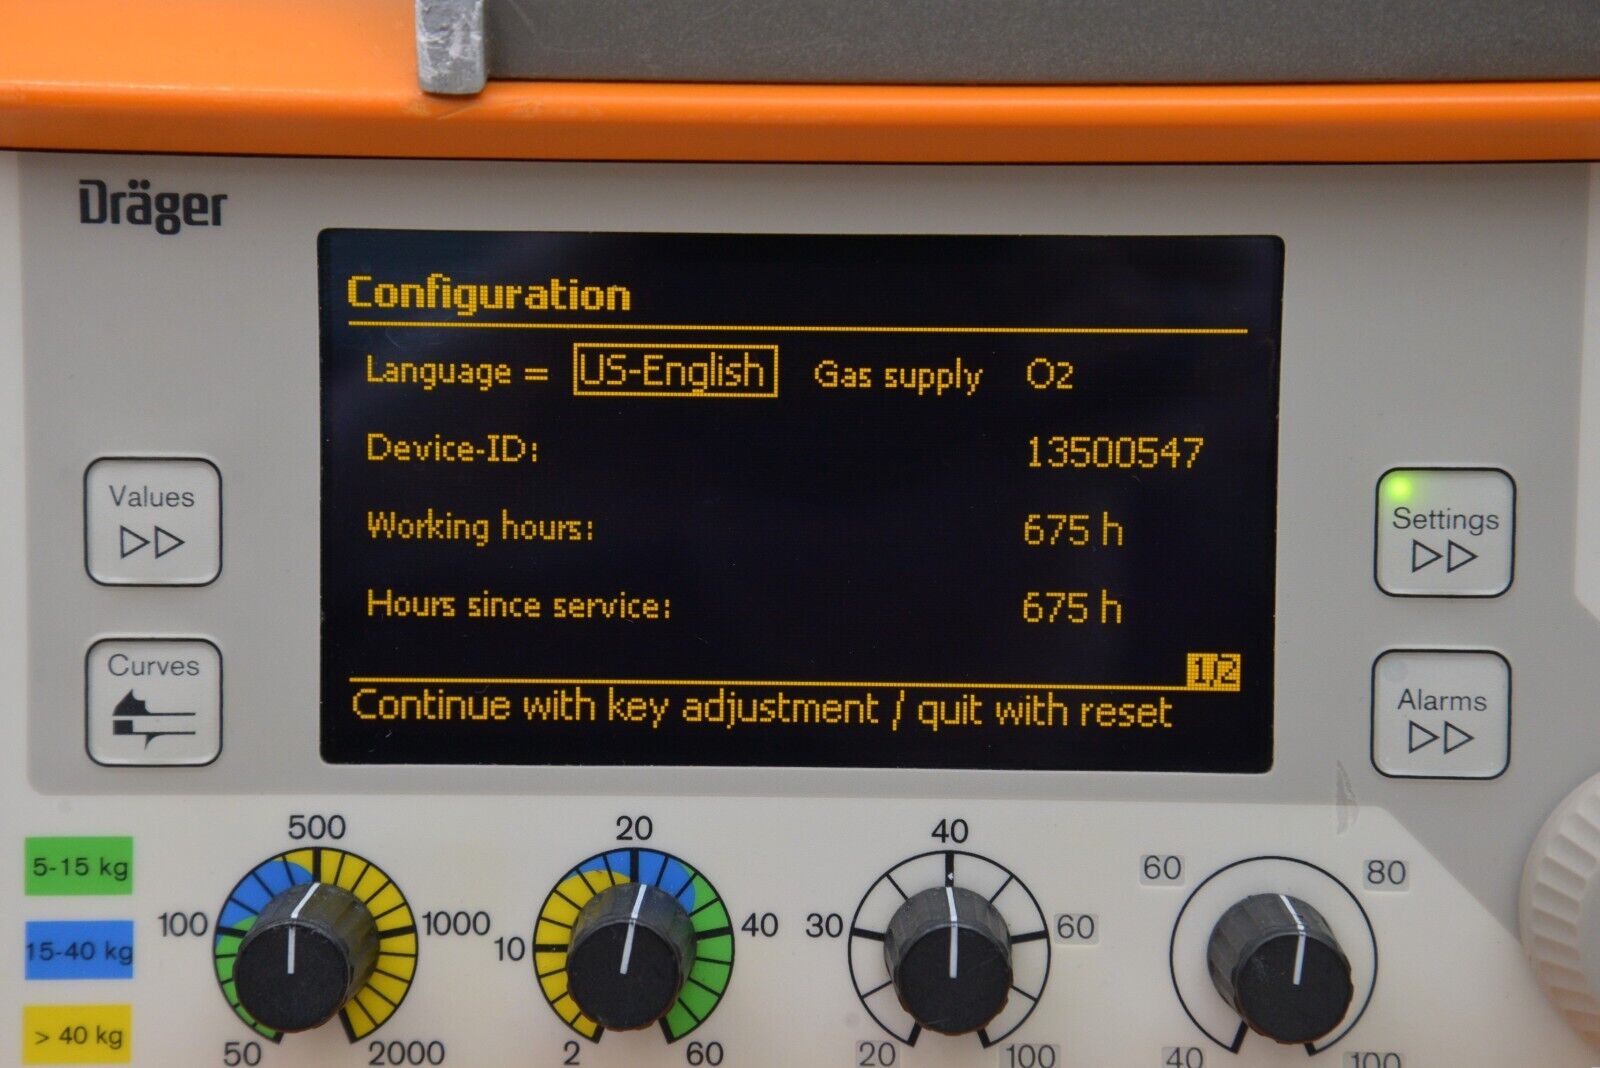 Dräger
Configuration
Language = US-English Gas supply O2
Device-ID: 13500547
Working hours: 675 h
Hours since service: 675 h
1/2
Continue with key adjustment / quit with reset
Values
Curves
Settings
Alarms
5-15 kg
15-40 kg
> 40 kg
500
100 1000
50 2000
20
10 40
2 60
40
30 60
20 100
60 80
40 100